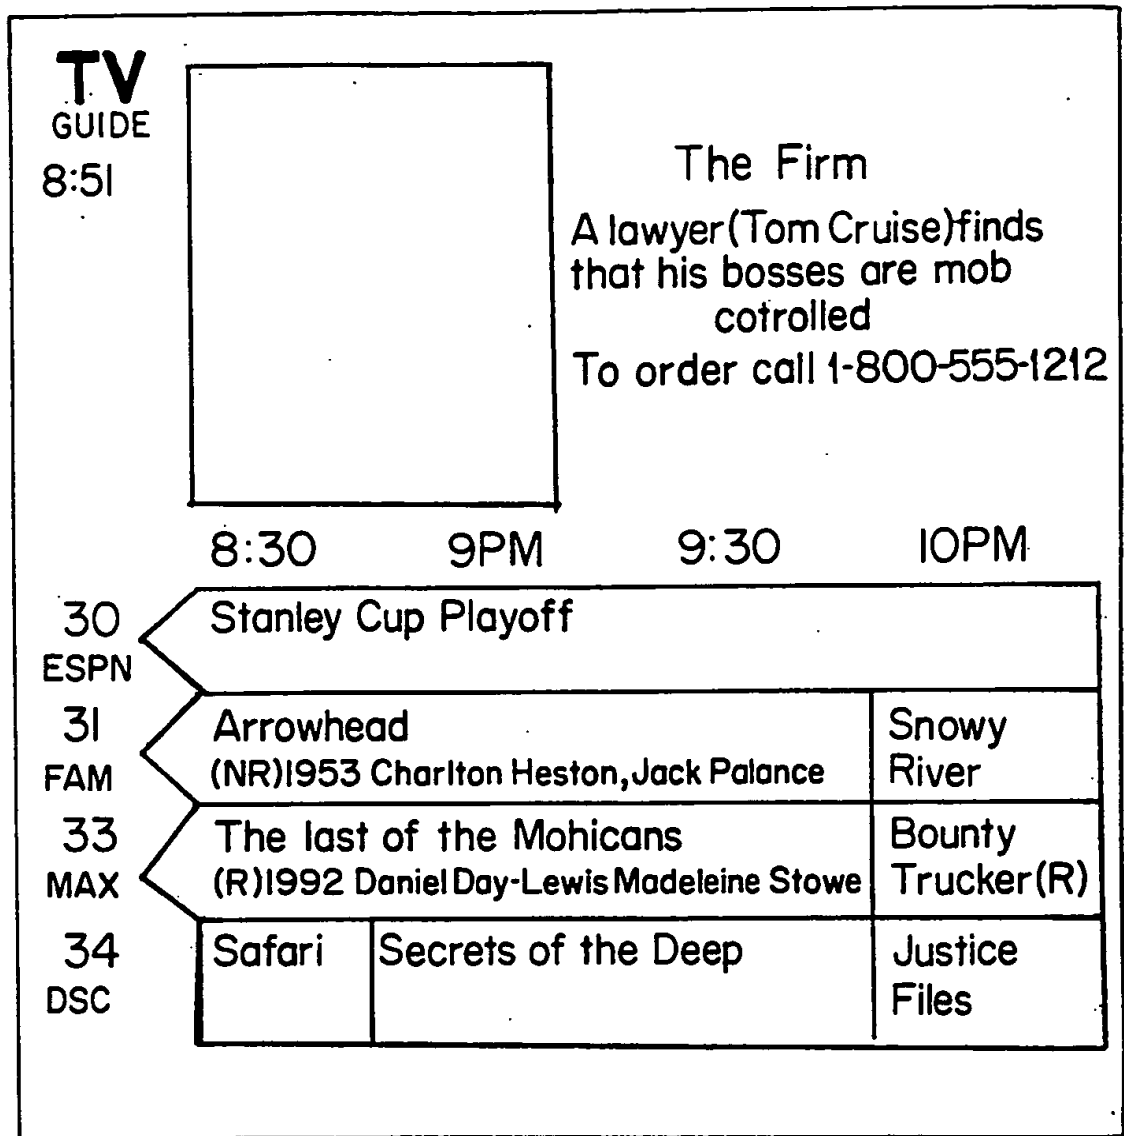 TV
GUIDE
8:51
The Firm
A lawyer(Tom Cruise)finds
that his bosses are mob
cotrolled
To order call 1-800-555-1212
8:30 9PM 9:30 10PM
30 Stanley Cup Playoff
ESPN
31 Arrowhead Snowy
FAM (NR)1953 Charlton Heston,Jack Palance River
33 The last of the Mohicans Bounty
MAX (R)1992 Daniel Day-Lewis Madeleine Stowe Trucker(R)
34 Safari Secrets of the Deep Justice
DSC Files